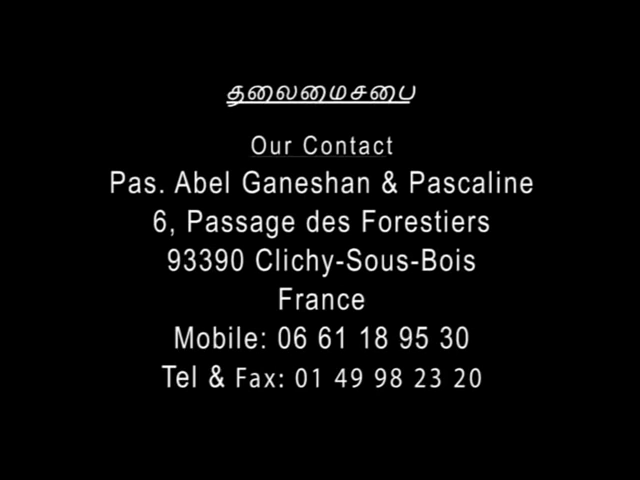 தலைமைசபை
Our Contact
Pas. Abel Ganeshan & Pascaline
6, Passage des Forestiers
93390 Clichy-Sous-Bois
France
Mobile: 06 61 18 95 30
Tel & Fax: 01 49 98 23 20